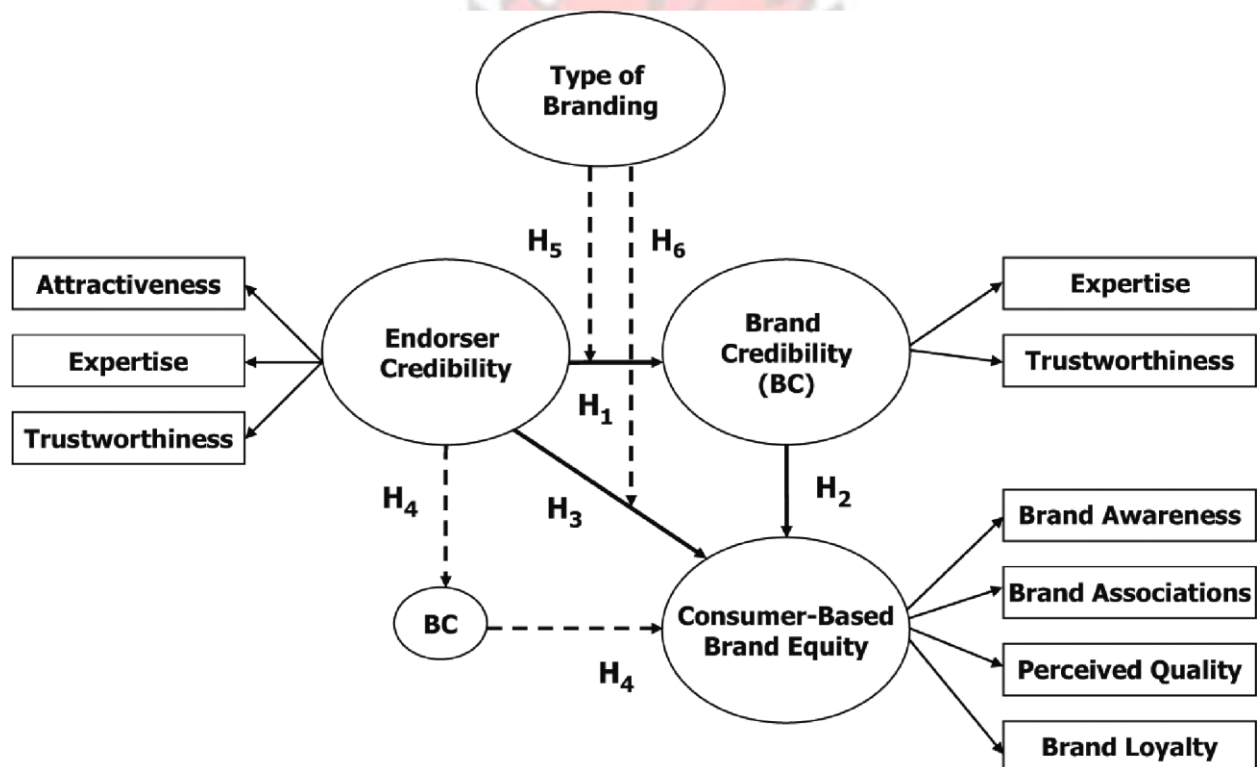 Type of
Branding
H5
H6
Attractiveness
Expertise
Trustworthiness
Endorser
Credibility
H1
Brand
Credibility
(BC)
Expertise
Trustworthiness
H4
H3
H2
BC
H4
Consumer-Based
Brand Equity
Brand Awareness
Brand Associations
Perceived Quality
Brand Loyalty